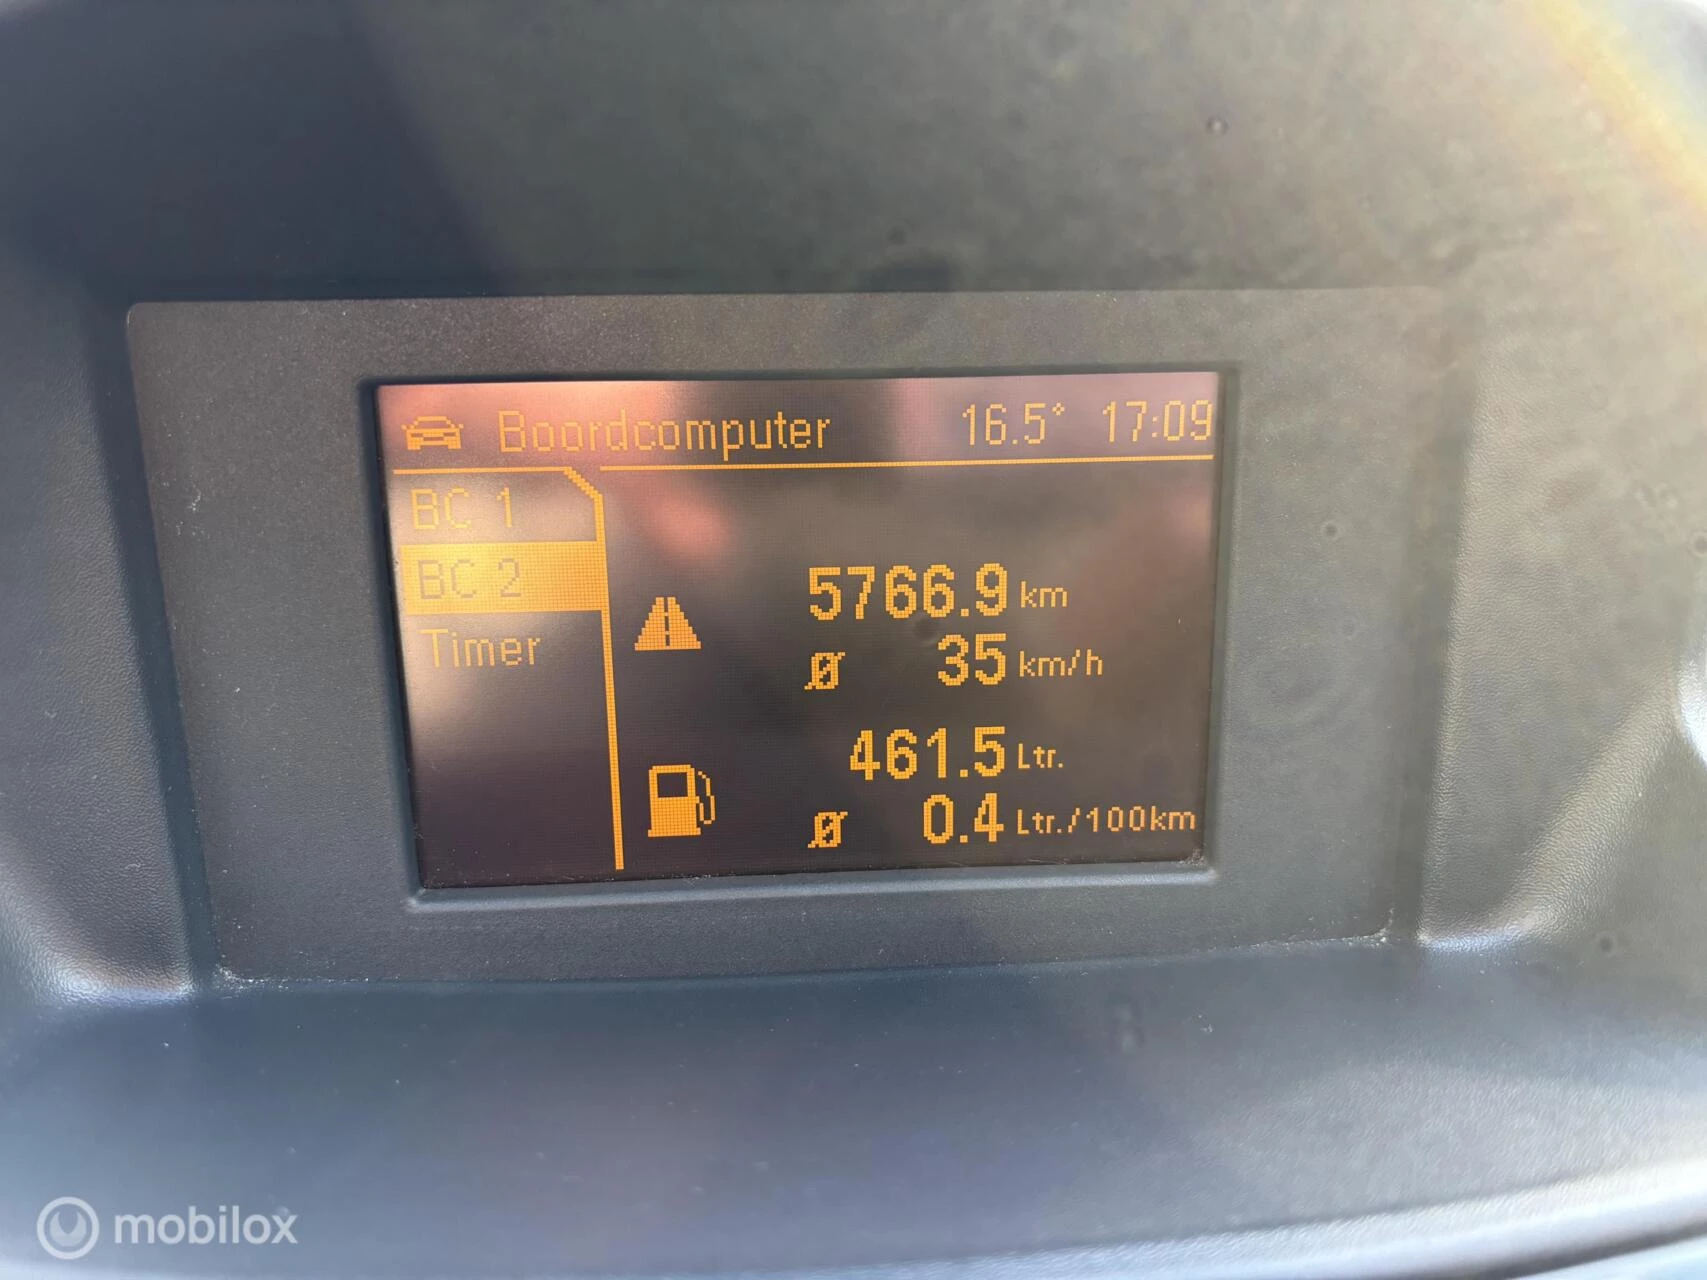 Boordcomputer 16.5° 17:09
BC 1
BC 2
Timer
5766.9 km
Ø 35 km/h
461.5 Ltr.
Ø 0.4 Ltr./100km
mobilox